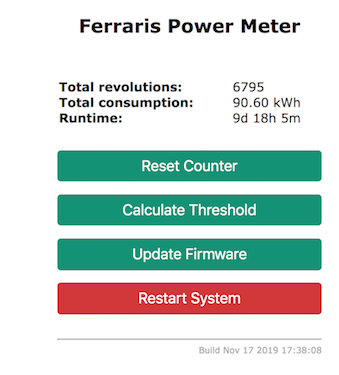 Ferraris Power Meter
Total revolutions: 6795
Total consumption: 90.60 kWh
Runtime: 9d 18h 5m
Reset Counter
Calculate Threshold
Update Firmware
Restart System
Build Nov 17 2019 17:38:08